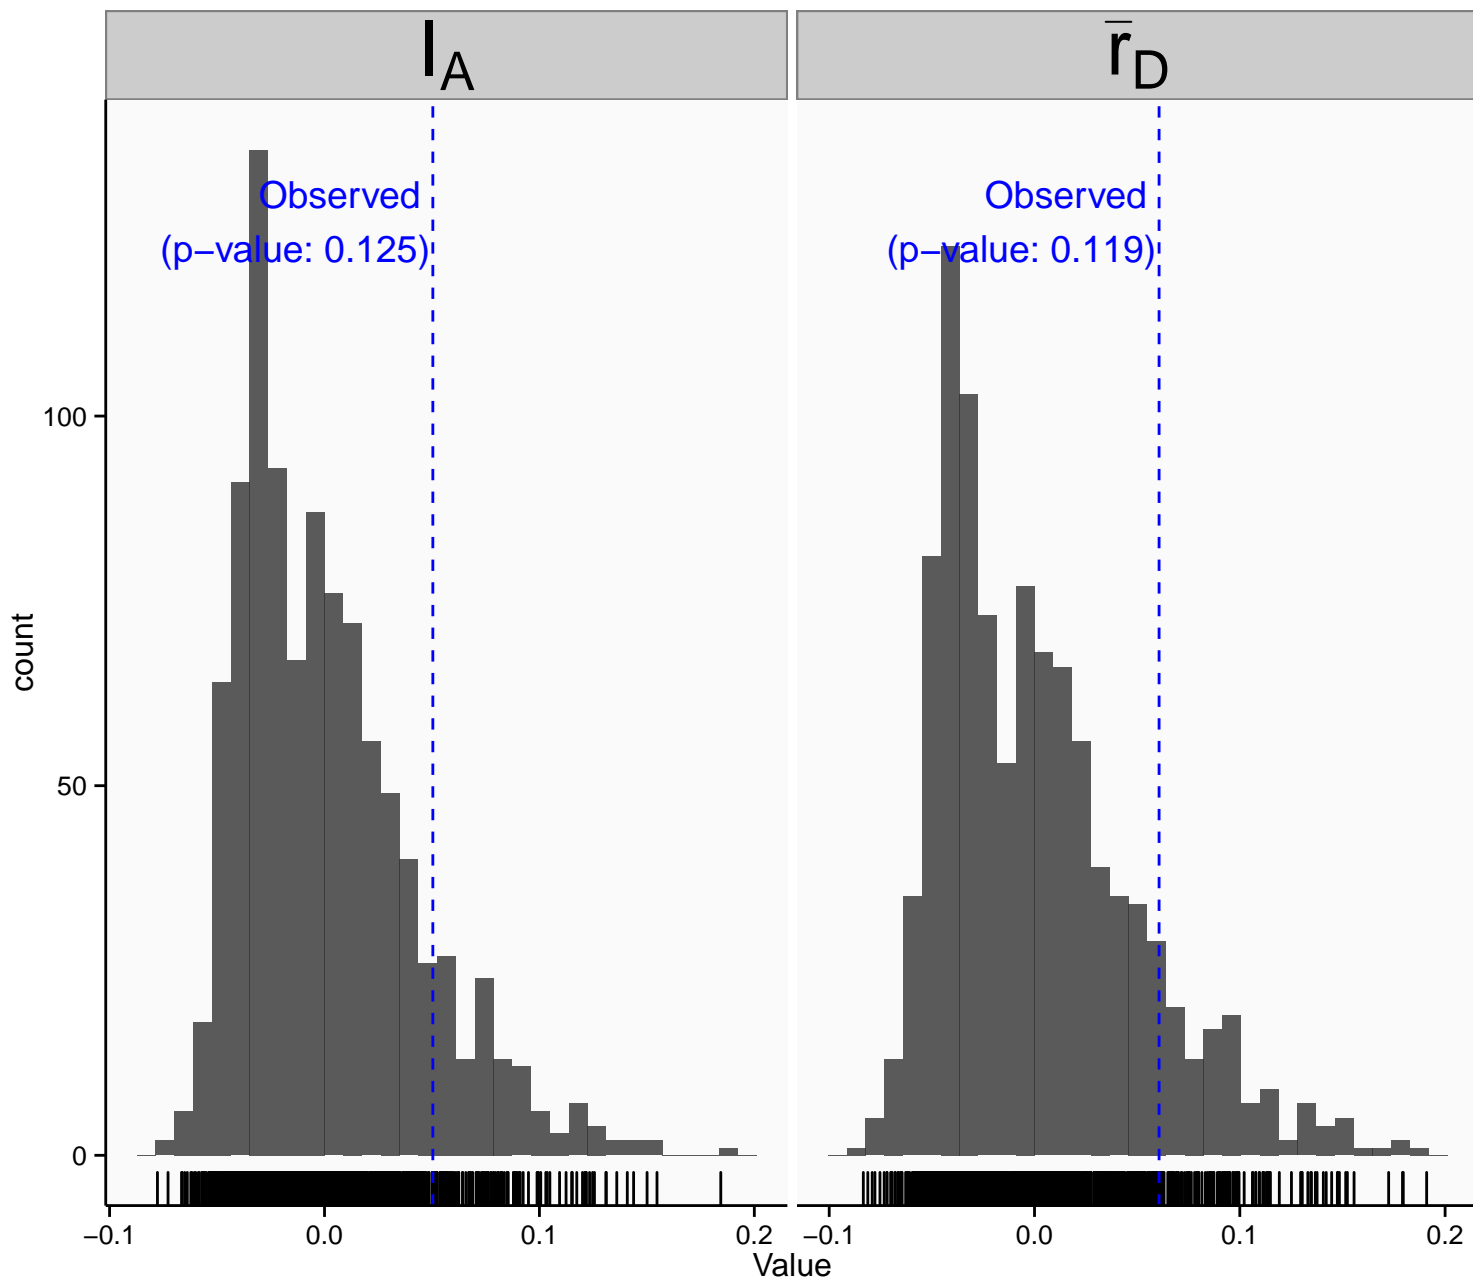 I_A
r̄_D
Observed
(p−value: 0.125)
Observed
(p−value: 0.119)
count
100
50
0
−0.1 0.0 0.1 0.2
−0.1 0.0 0.1 0.2
Value